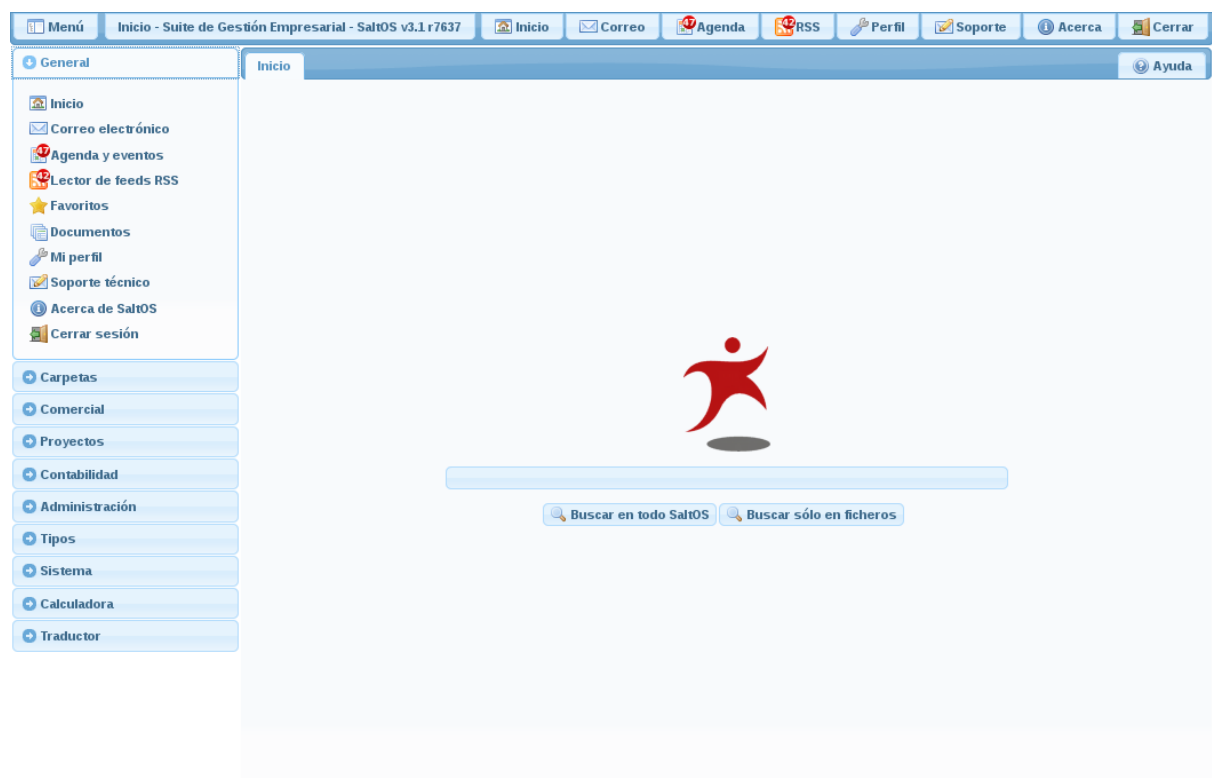 Menú
Inicio - Suite de Gestión Empresarial - SaltOS v3.1 r7637
Inicio
Correo
47
Agenda
42
RSS
Perfil
Soporte
Acerca
Cerrar
General
Inicio
Correo electrónico
47
Agenda y eventos
42
Lector de feeds RSS
Favoritos
Documentos
Mi perfil
Soporte técnico
Acerca de SaltOS
Cerrar sesión
Carpetas
Comercial
Proyectos
Contabilidad
Administración
Tipos
Sistema
Calculadora
Traductor
Inicio
Ayuda
Buscar en todo SaltOS
Buscar sólo en ficheros